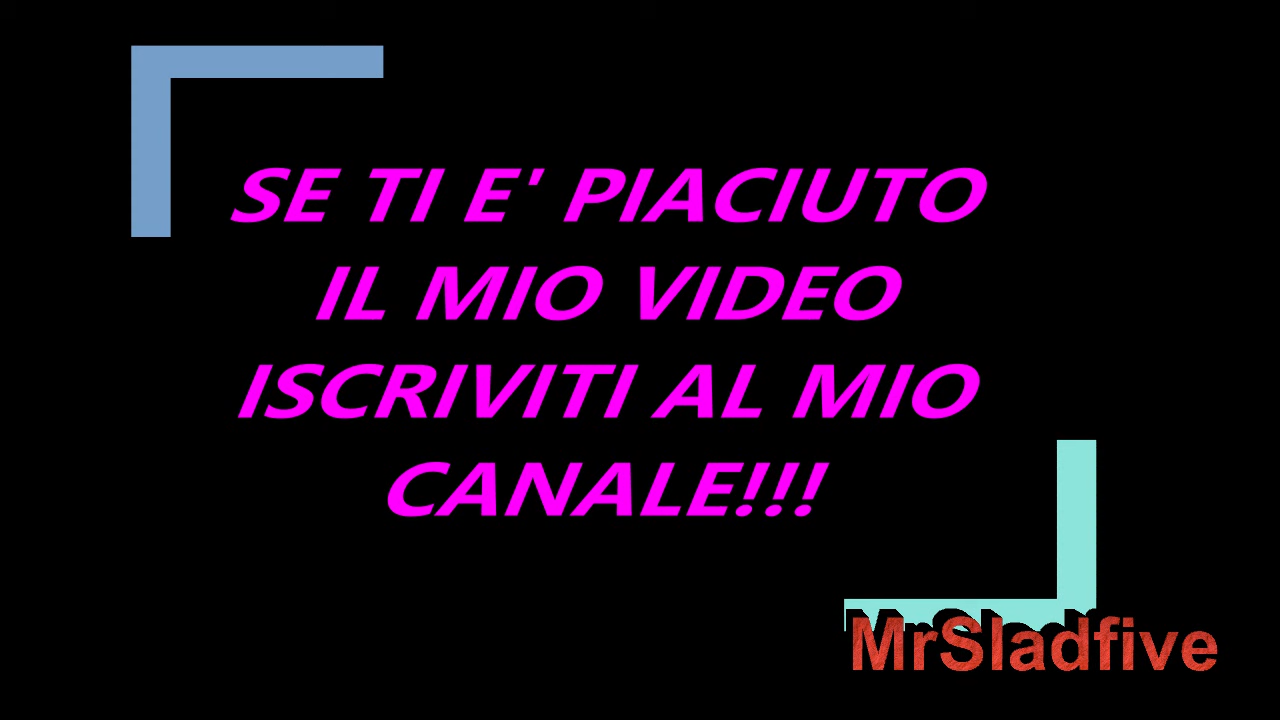 SE TI E' PIACIUTO
IL MIO VIDEO
ISCRIVITI AL MIO
CANALE!!!
MrSladfive